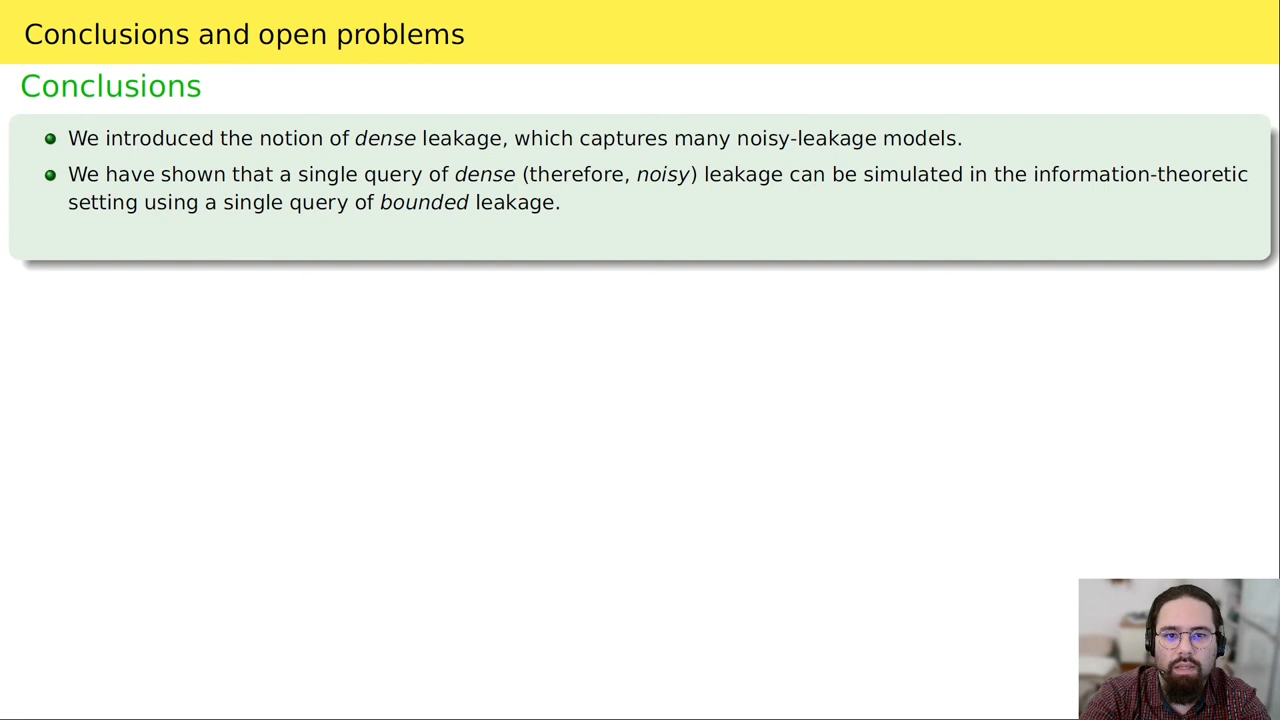 Conclusions and open problems
Conclusions
We introduced the notion of dense leakage, which captures many noisy-leakage models.
We have shown that a single query of dense (therefore, noisy) leakage can be simulated in the information-theoretic
setting using a single query of bounded leakage.